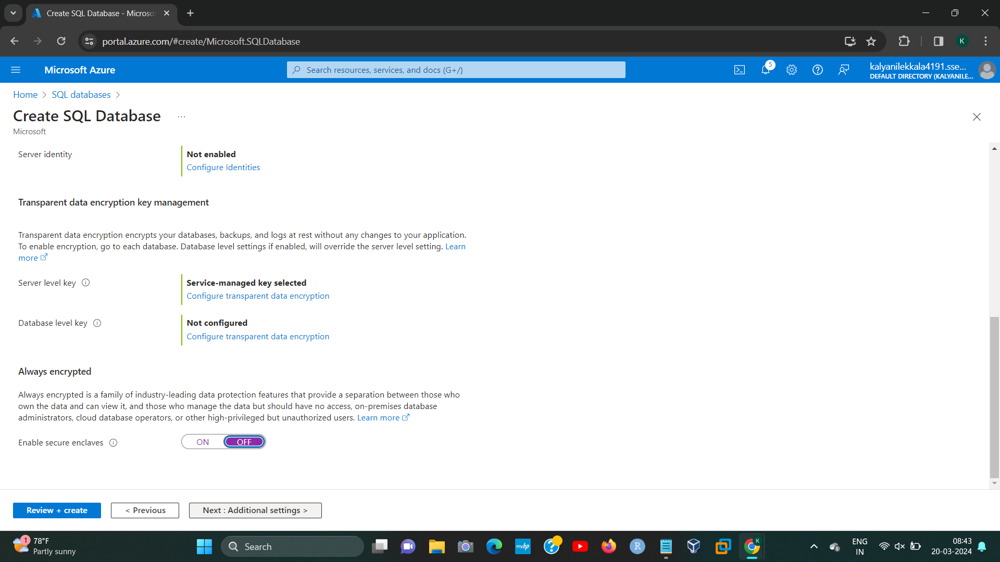 Create SQL Database - Microso
portal.azure.com/#create/Microsoft.SQLDatabase
K
Microsoft Azure
Search resources, services, and docs (G+/)
5
kalyanilekkala4191.sse...
DEFAULT DIRECTORY (KALYANILE...
Home > SQL databases >
Create SQL Database ...
Microsoft
Server identity
Not enabled
Configure Identities
Transparent data encryption key management
Transparent data encryption encrypts your databases, backups, and logs at rest without any changes to your application.
To enable encryption, go to each database. Database level settings if enabled, will override the server level setting. Learn
more
Server level key
Service-managed key selected
Configure transparent data encryption
Database level key
Not configured
Configure transparent data encryption
Always encrypted
Always encrypted is a family of industry-leading data protection features that provide a separation between those who
own the data and can view it, and those who manage the data but should have no access, on-premises database
administrators, cloud database operators, or other high-privileged but unauthorized users. Learn more
Enable secure enclaves
ON OFF
Review + create
< Previous
Next : Additional settings >
1
78°F
Partly sunny
Search
myhp
?
R
K
ENG
IN
08:43
20-03-2024